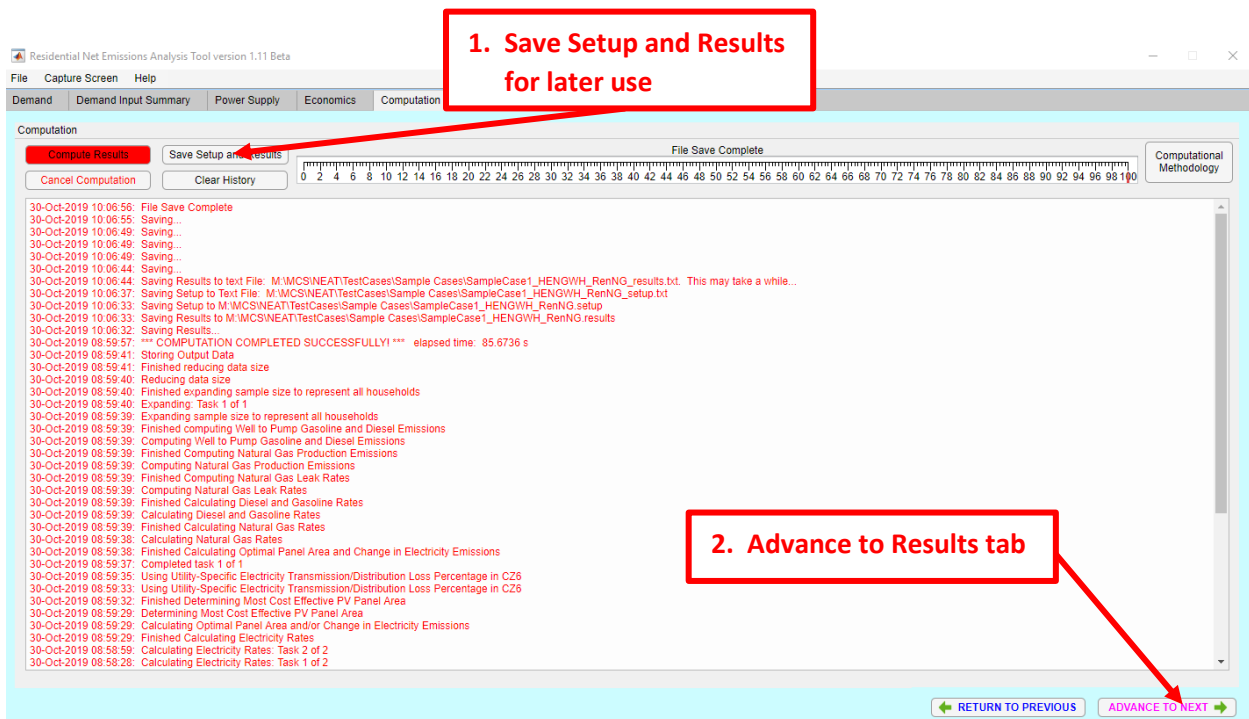 1. Save Setup and Results
for later use
Residential Net Emissions Analysis Tool version 1.11 Beta
File Capture Screen Help
Demand Demand Input Summary Power Supply Economics Computation
Computation
Compute Results Save Setup and Results File Save Complete Computational
Methodology
Cancel Computation Clear History 0 2 4 6 8 10 12 14 16 18 20 22 24 26 28 30 32 34 36 38 40 42 44 46 48 50 52 54 56 58 60 62 64 66 68 70 72 74 76 78 80 82 84 86 88 90 92 94 96 98 100
30-Oct-2019 10:06:56: File Save Complete
30-Oct-2019 10:06:55: Saving...
30-Oct-2019 10:06:49: Saving...
30-Oct-2019 10:06:49: Saving...
30-Oct-2019 10:06:49: Saving...
30-Oct-2019 10:06:44: Saving...
30-Oct-2019 10:06:44: Saving Results to text File: M:\MCS\NEAT\TestCases\Sample Cases\SampleCase1_HENGWH_RenNG_results.txt. This may take a while...
30-Oct-2019 10:06:37: Saving Setup to Text File: M:\MCS\NEAT\TestCases\Sample Cases\SampleCase1_HENGWH_RenNG_setup.txt
30-Oct-2019 10:06:33: Saving Setup to M:\MCS\NEAT\TestCases\Sample Cases\SampleCase1_HENGWH_RenNG.setup
30-Oct-2019 10:06:33: Saving Results to M:\MCS\NEAT\TestCases\Sample Cases\SampleCase1_HENGWH_RenNG.results
30-Oct-2019 10:06:32: Saving Results...
30-Oct-2019 08:59:57: *** COMPUTATION COMPLETED SUCCESSFULLY! *** elapsed time: 85.6736 s
30-Oct-2019 08:59:41: Storing Output Data
30-Oct-2019 08:59:41: Finished reducing data size
30-Oct-2019 08:59:40: Reducing data size
30-Oct-2019 08:59:40: Finished expanding sample size to represent all households
30-Oct-2019 08:59:40: Expanding: Task 1 of 1
30-Oct-2019 08:59:39: Expanding sample size to represent all households
30-Oct-2019 08:59:39: Finished computing Well to Pump Gasoline and Diesel Emissions
30-Oct-2019 08:59:39: Computing Well to Pump Gasoline and Diesel Emissions
30-Oct-2019 08:59:39: Finished Computing Natural Gas Production Emissions
30-Oct-2019 08:59:39: Computing Natural Gas Production Emissions
30-Oct-2019 08:59:39: Finished Computing Natural Gas Leak Rates
30-Oct-2019 08:59:39: Computing Natural Gas Leak Rates
30-Oct-2019 08:59:39: Finished Calculating Diesel and Gasoline Rates
30-Oct-2019 08:59:39: Calculating Diesel and Gasoline Rates
30-Oct-2019 08:59:39: Finished Calculating Natural Gas Rates
30-Oct-2019 08:59:38: Calculating Natural Gas Rates
30-Oct-2019 08:59:38: Finished Calculating Optimal Panel Area and Change in Electricity Emissions
30-Oct-2019 08:59:37: Completed task 1 of 1
30-Oct-2019 08:59:35: Using Utility-Specific Electricity Transmission/Distribution Loss Percentage in CZ6
30-Oct-2019 08:59:33: Using Utility-Specific Electricity Transmission/Distribution Loss Percentage in CZ6
30-Oct-2019 08:59:32: Finished Determining Most Cost Effective PV Panel Area
30-Oct-2019 08:59:29: Determining Most Cost Effective PV Panel Area
30-Oct-2019 08:59:29: Calculating Optimal Panel Area and/or Change in Electricity Emissions
30-Oct-2019 08:59:29: Finished Calculating Electricity Rates
30-Oct-2019 08:58:59: Calculating Electricity Rates: Task 2 of 2
30-Oct-2019 08:58:28: Calculating Electricity Rates: Task 1 of 2
2. Advance to Results tab
RETURN TO PREVIOUS ADVANCE TO NEXT